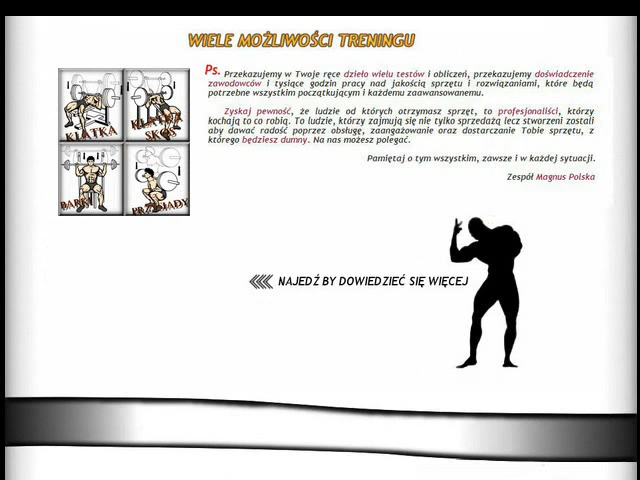 WIELE MOŻLIWOŚCI TRENINGU
KLATKA
KLATKA
SKOS
BARKI
PRZYSIADY
Ps. Przekazujemy w Twoje ręce dzieło wielu testów i obliczeń, przekazujemy doświadczenie
zawodowców i tysiące godzin pracy nad jakością sprzętu i rozwiązaniami, które będą
potrzebne wszystkim początkującym i każdemu zaawansowanemu.
Zyskaj pewność, że ludzie od których otrzymasz sprzęt, to profesjonaliści, którzy
kochają to co robią. To ludzie, którzy zajmują się nie tylko sprzedażą lecz stworzeni zostali
aby dawać radość poprzez obsługę, zaangażowanie oraz dostarczanie Tobie sprzętu, z
którego będziesz dumny. Na nas możesz polegać.
Pamiętaj o tym wszystkim, zawsze i w każdej sytuacji.
Zespół Magnus Polska
NAJEDŹ BY DOWIEDZIEĆ SIĘ WIĘCEJ